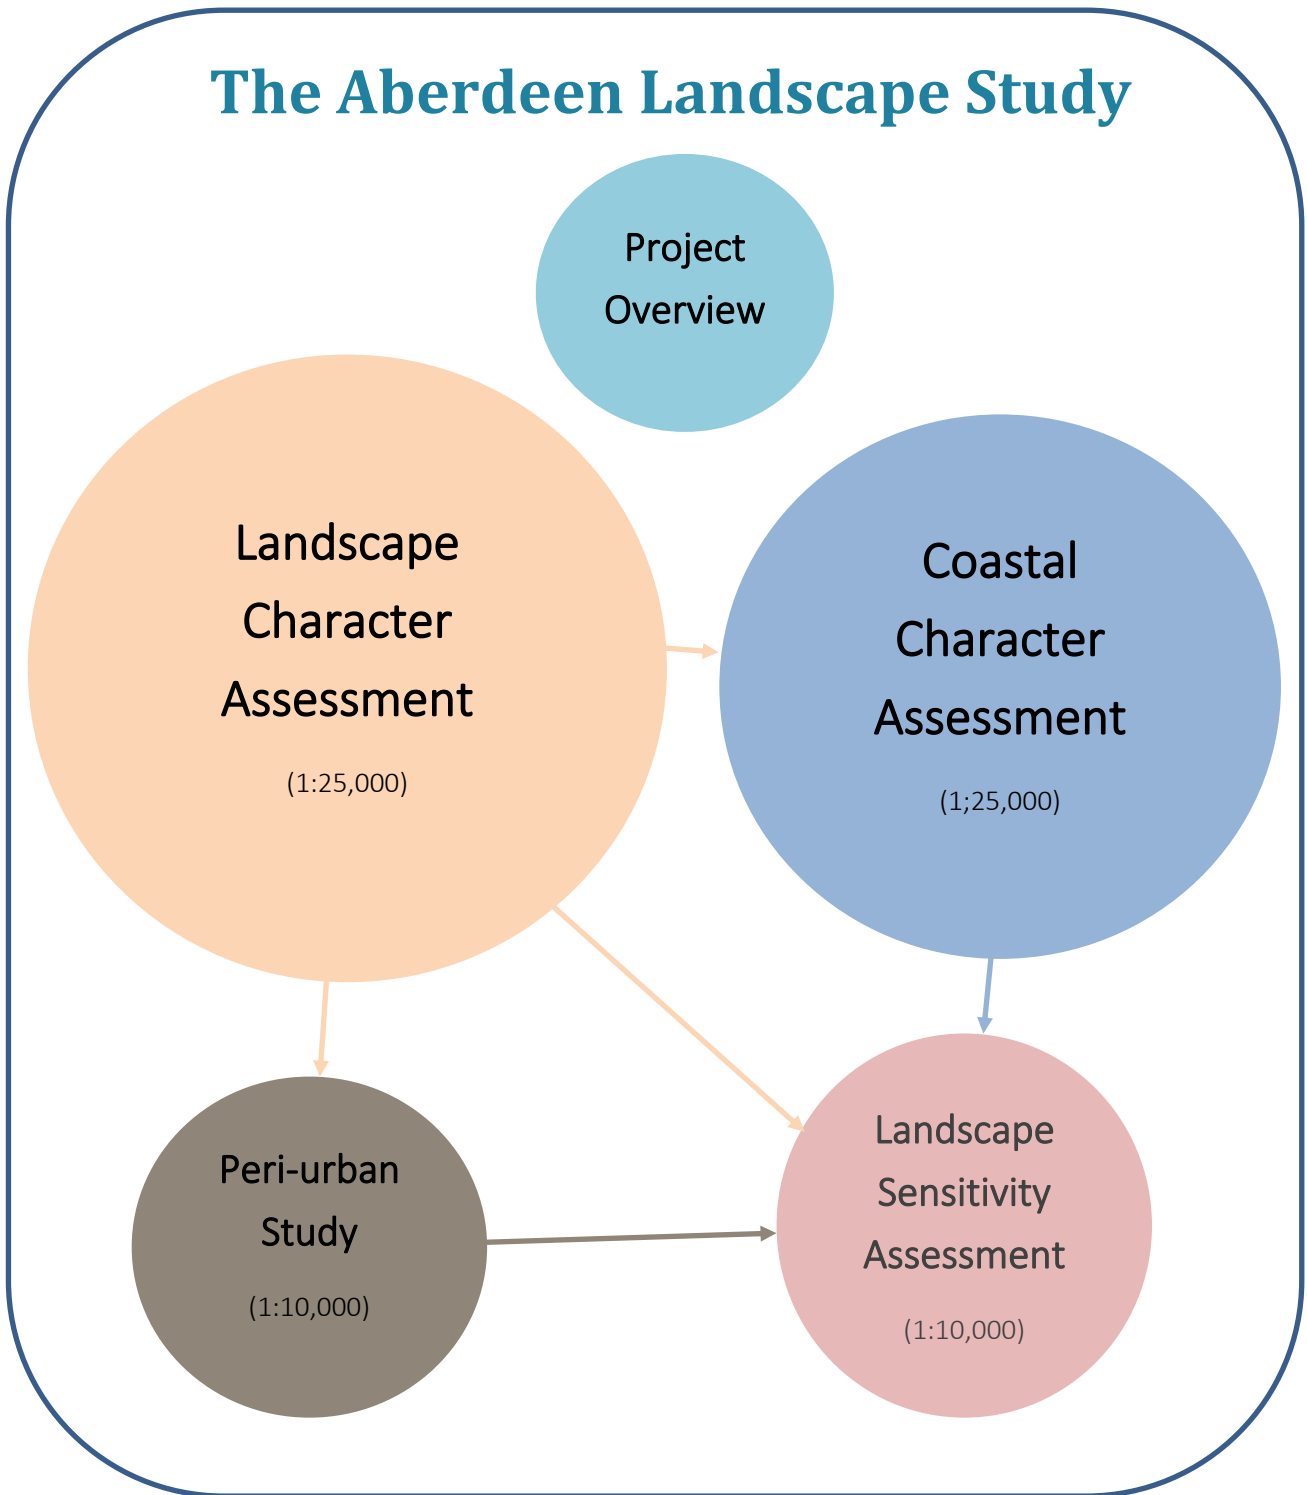 The Aberdeen Landscape Study
Project
Overview
Landscape
Character
Assessment
(1:25,000)
Coastal
Character
Assessment
(1;25,000)
Peri-urban
Study
(1:10,000)
Landscape
Sensitivity
Assessment
(1:10,000)